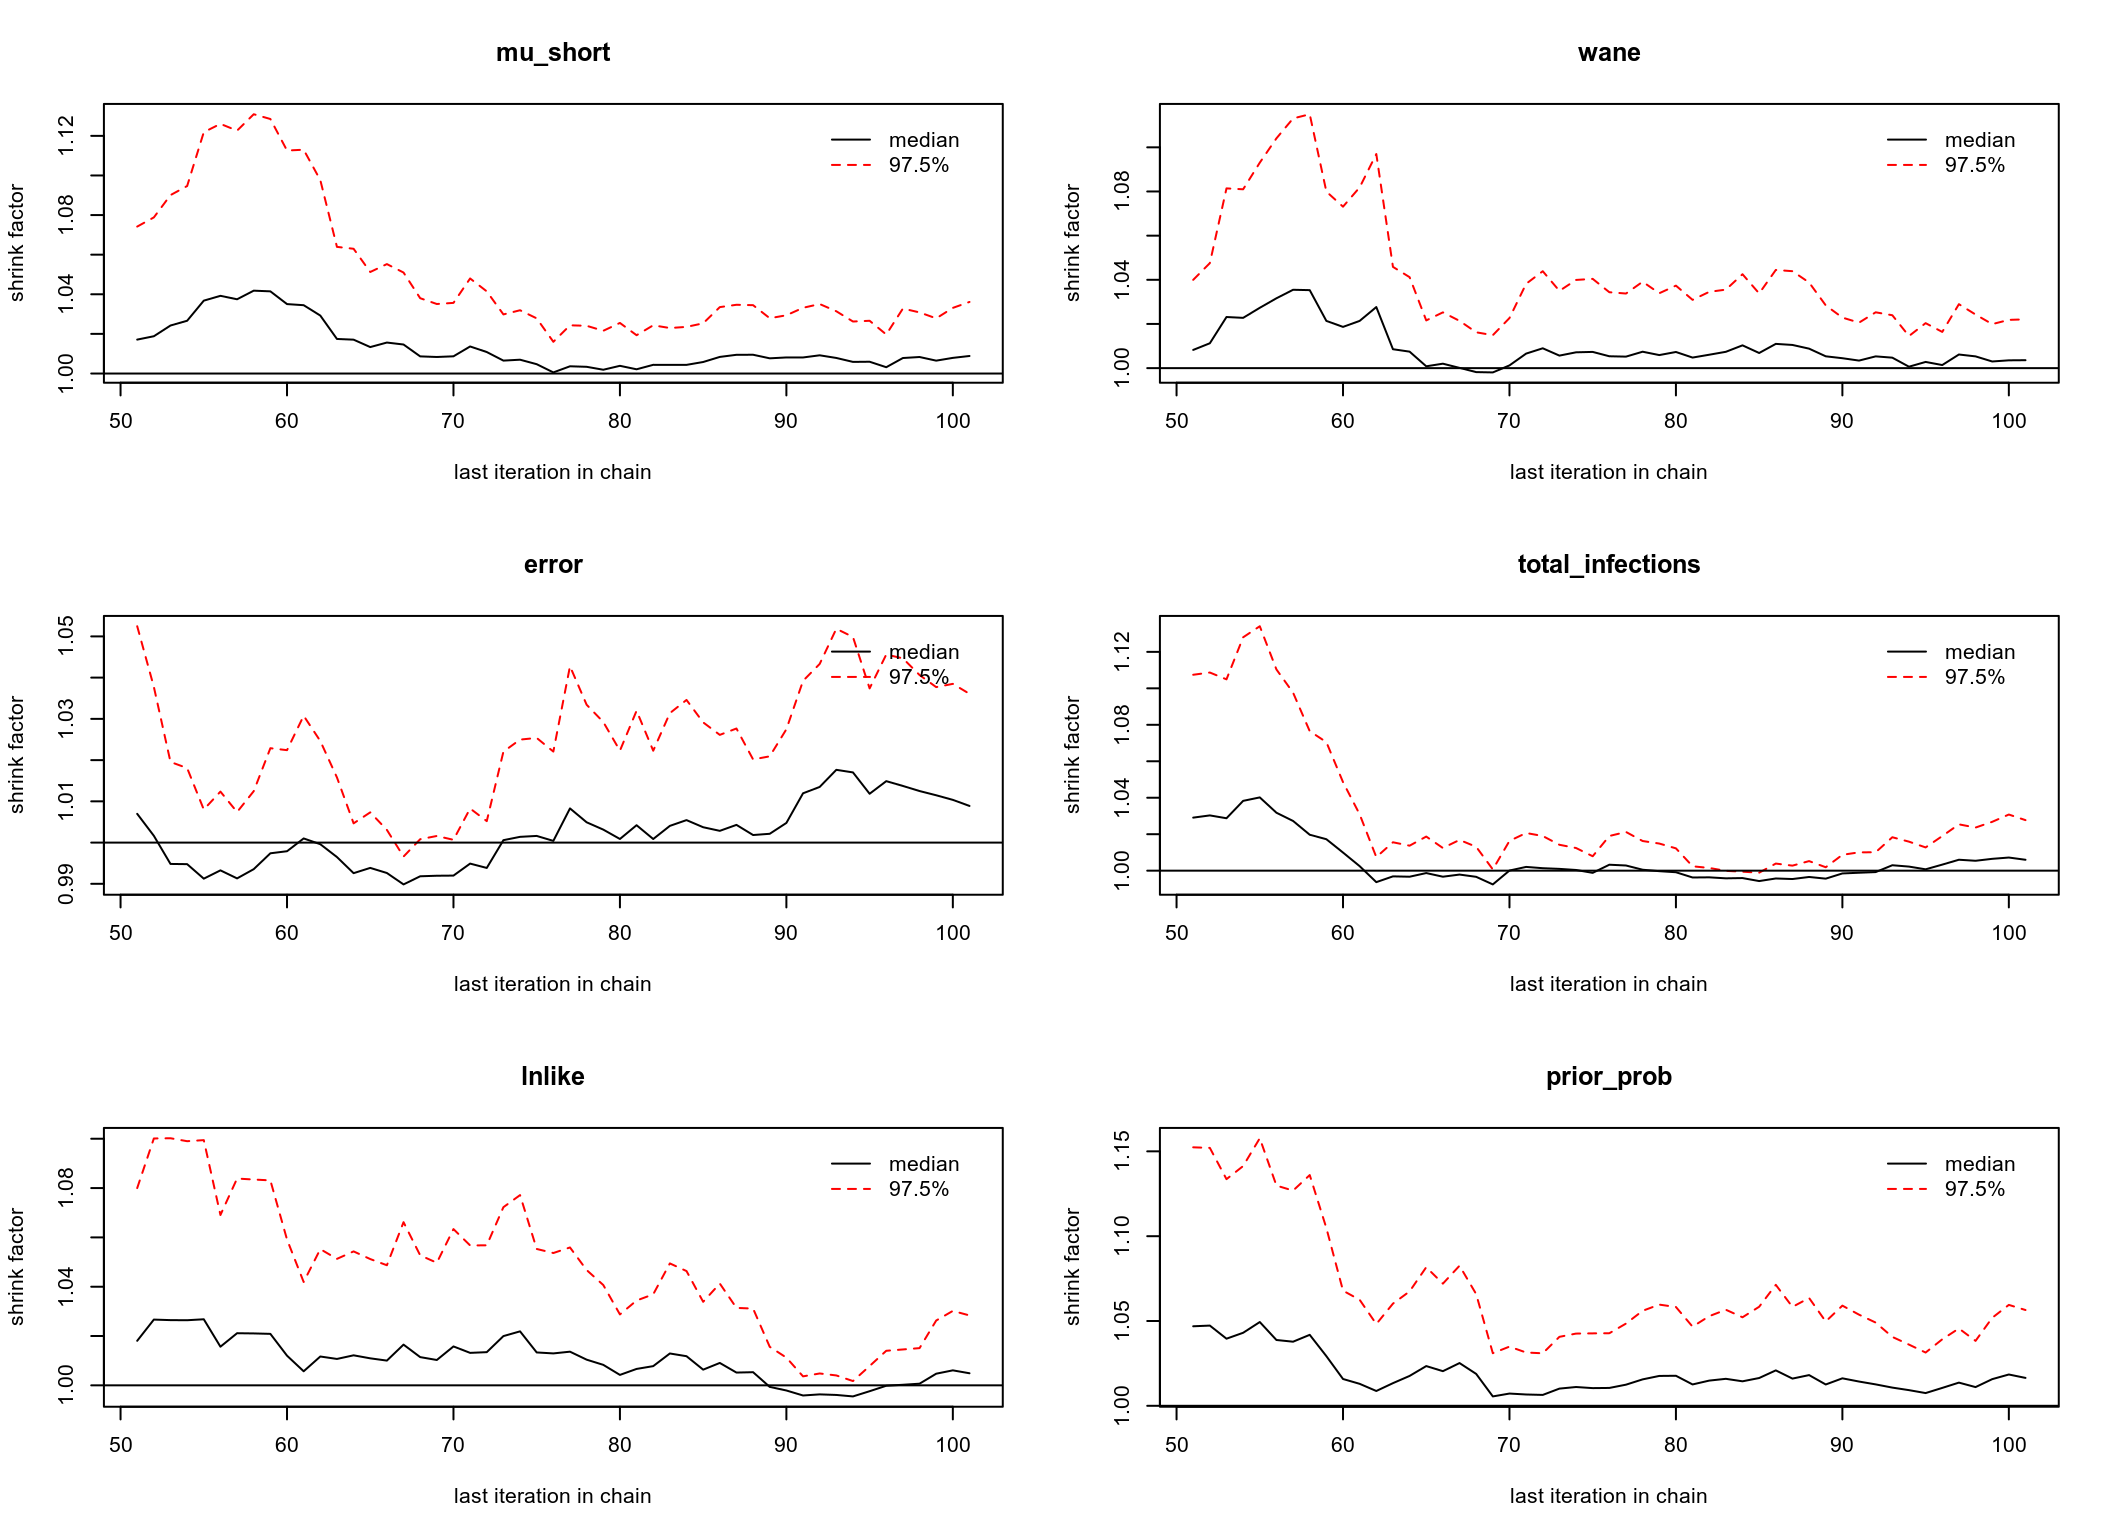 mu_short
shrink factor
1.00 1.04 1.08 1.12
median
97.5%
50 60 70 80 90 100
last iteration in chain
wane
shrink factor
1.00 1.04 1.08
median
97.5%
50 60 70 80 90 100
last iteration in chain
error
shrink factor
0.99 1.01 1.03 1.05
median
97.5%
50 60 70 80 90 100
last iteration in chain
total_infections
shrink factor
1.00 1.04 1.08 1.12
median
97.5%
50 60 70 80 90 100
last iteration in chain
lnlike
shrink factor
1.00 1.04 1.08
median
97.5%
50 60 70 80 90 100
last iteration in chain
prior_prob
shrink factor
1.00 1.05 1.10 1.15
median
97.5%
50 60 70 80 90 100
last iteration in chain